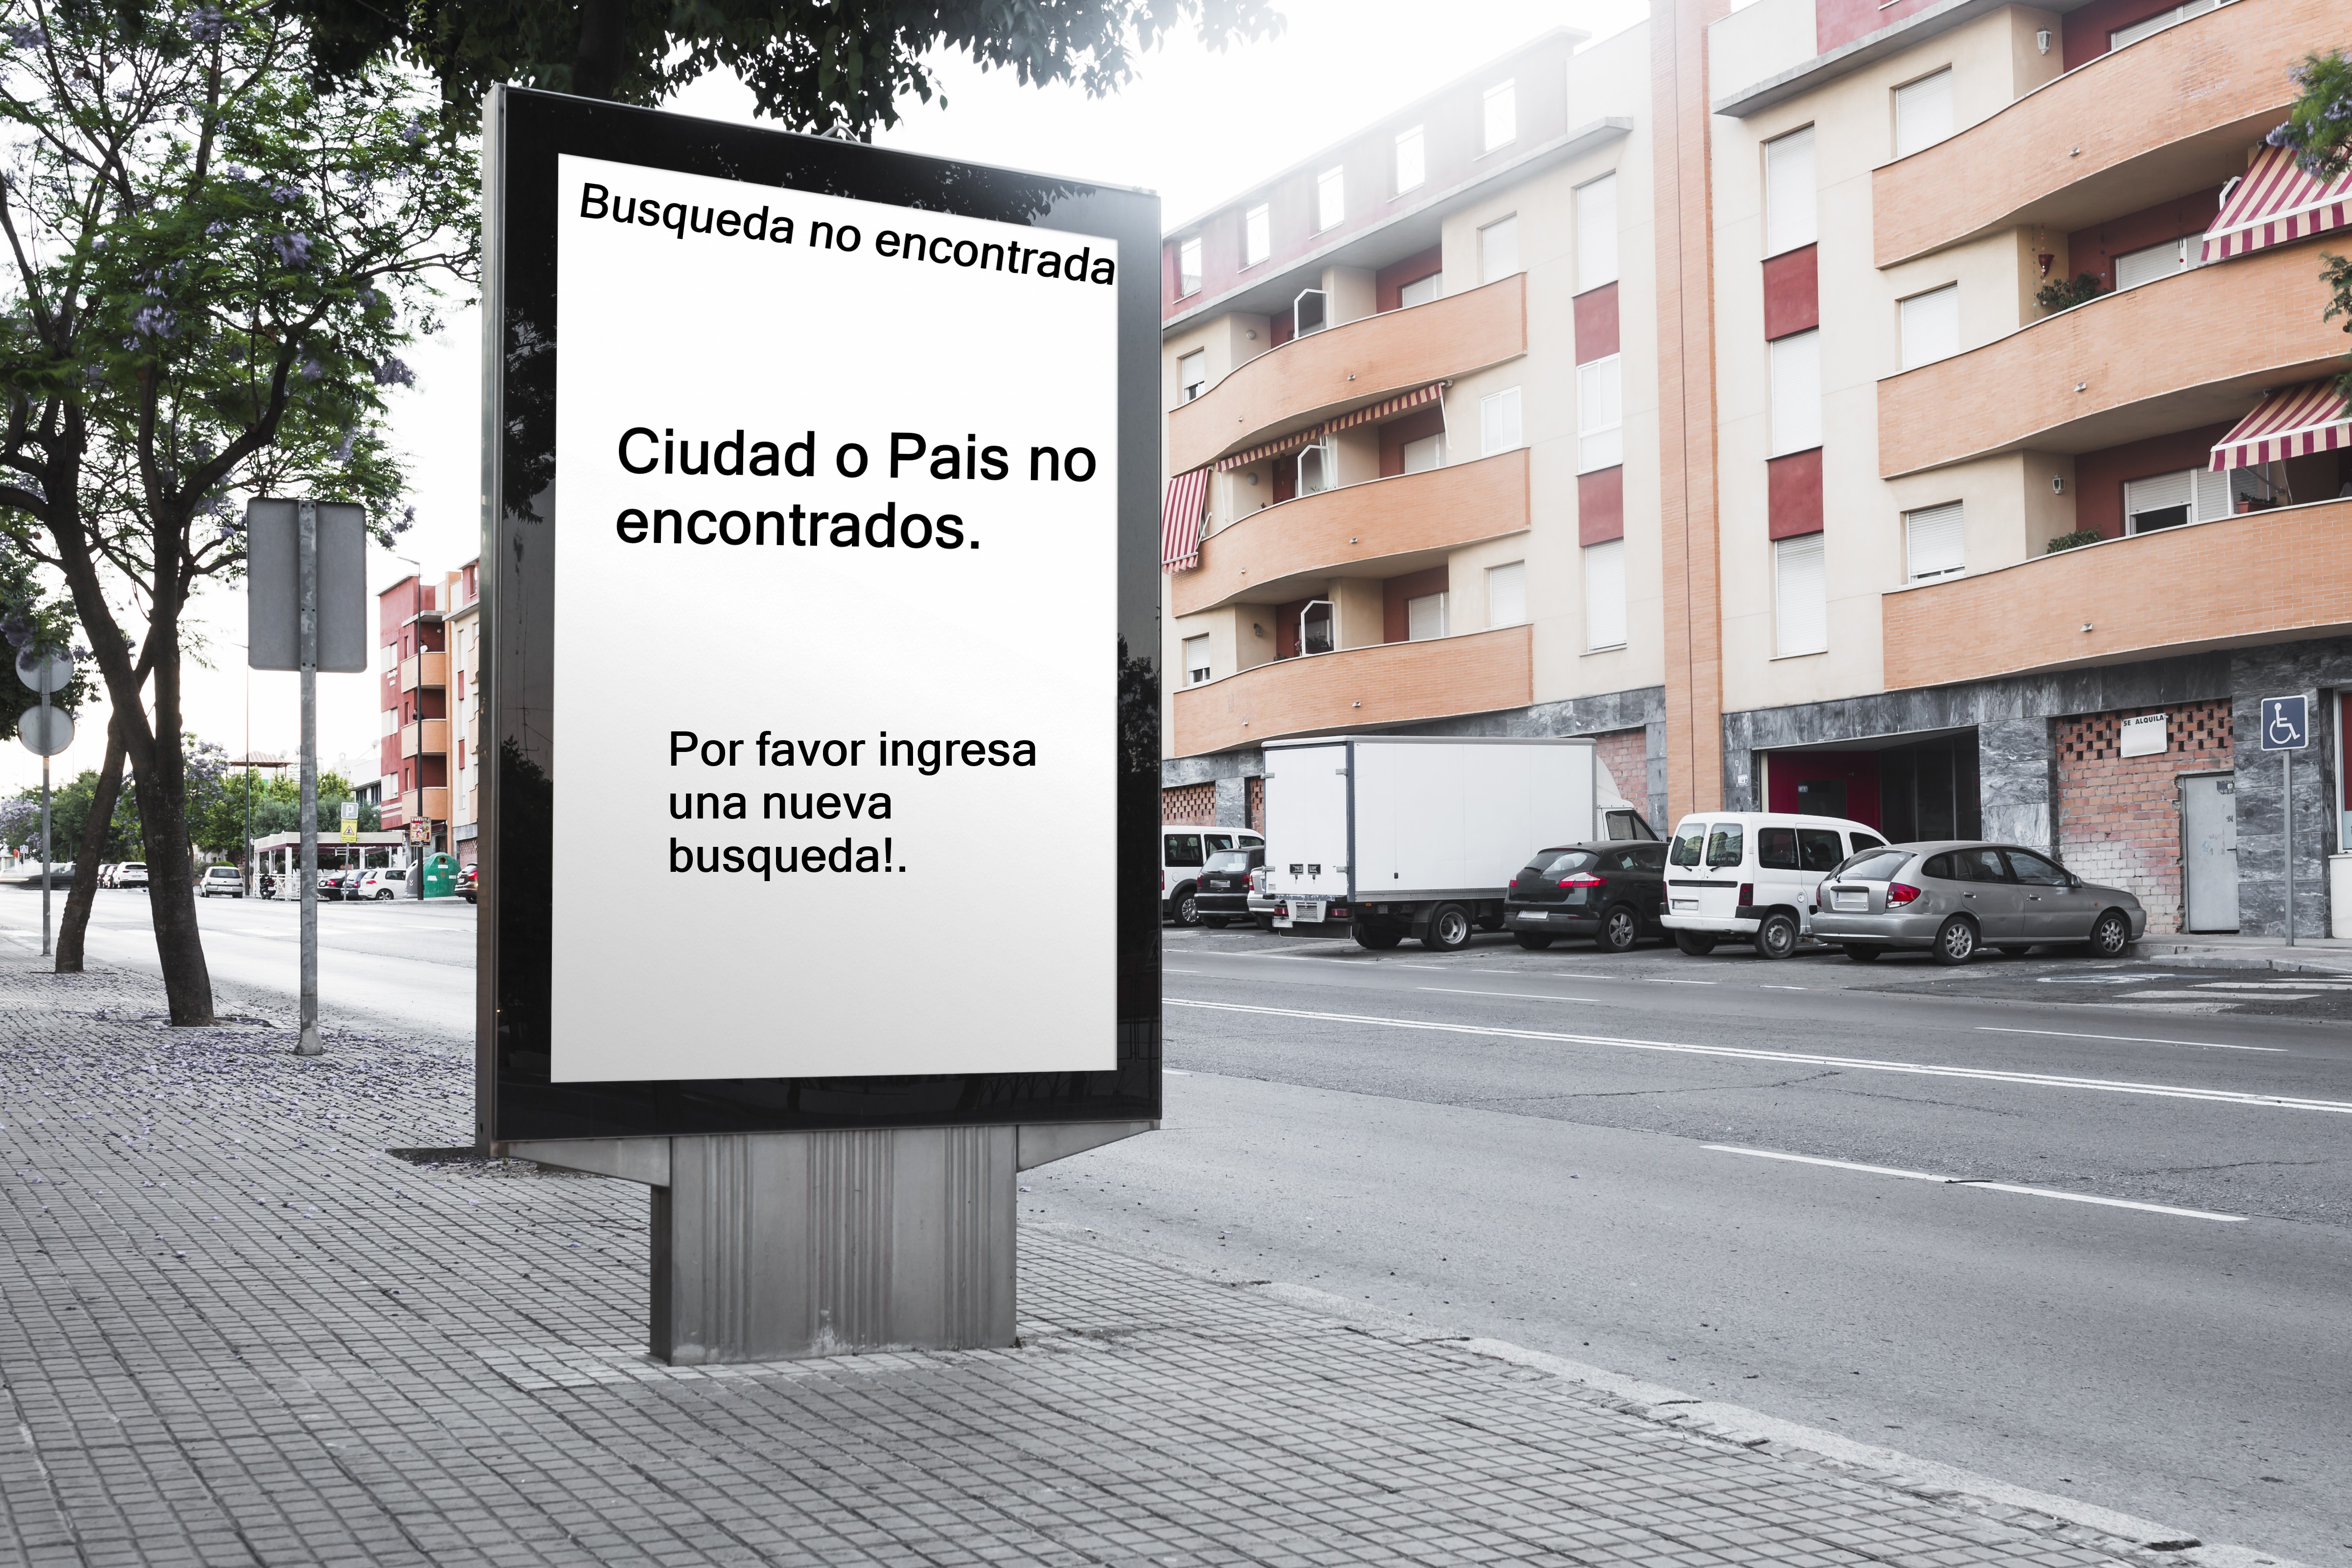 Busqueda no encontrada
Ciudad o Pais no
encontrados.
Por favor ingresa
una nueva
busqueda!.
SE ALQUILA
P